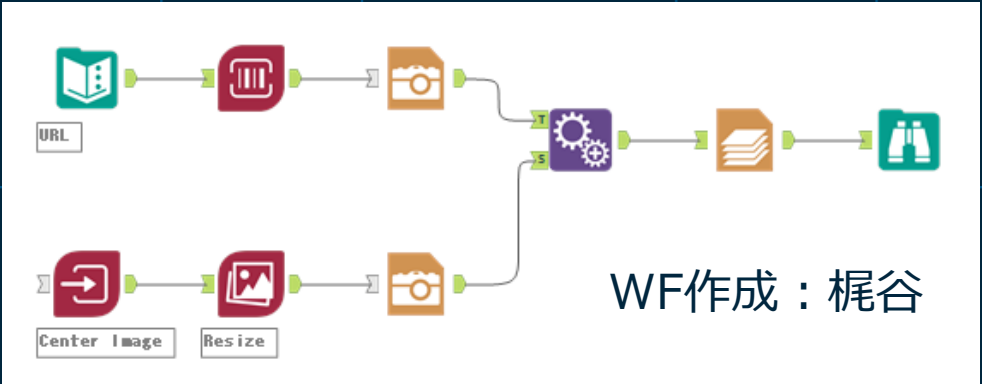 URL
T
S
Center Image
Resize
WF作成：梶谷